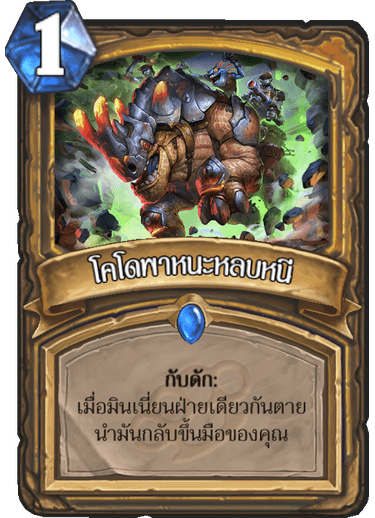 1
โคโดพาหนะหลบหนี
กับดัก:
เมื่อมินเนี่ยนฝ่ายเดียวกันตาย
นำมันกลับขึ้นมือของคุณ